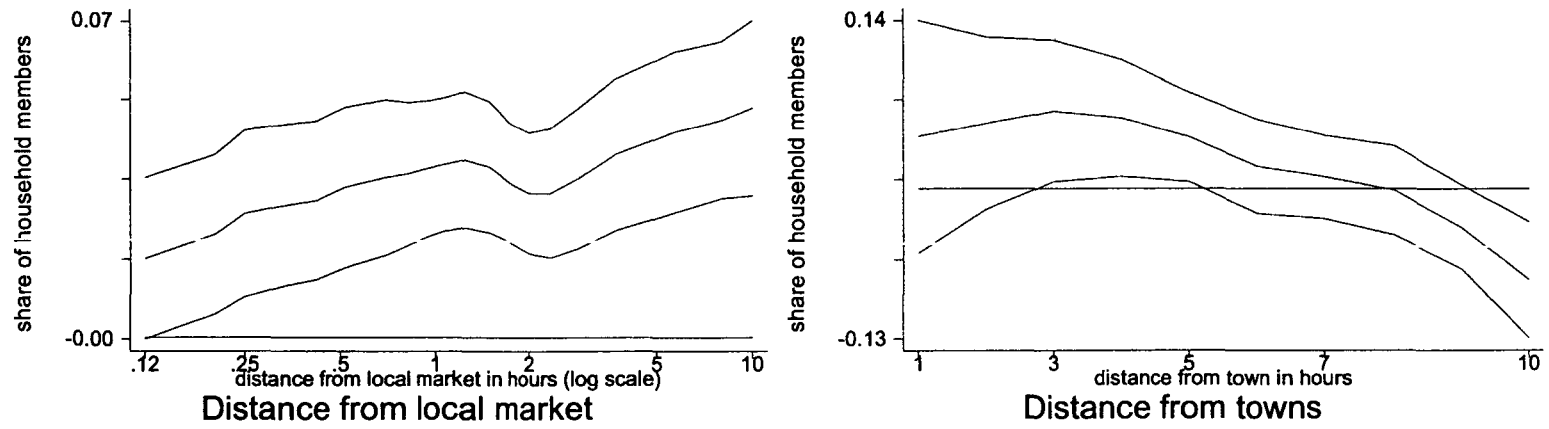 share of household members
0.07
-0.00
.12 .25 .5 1 2 5 10
distance from local market in hours (log scale)
Distance from local market
share of household members
0.14
-0.13
1 3 5 7 10
distance from town in hours
Distance from towns